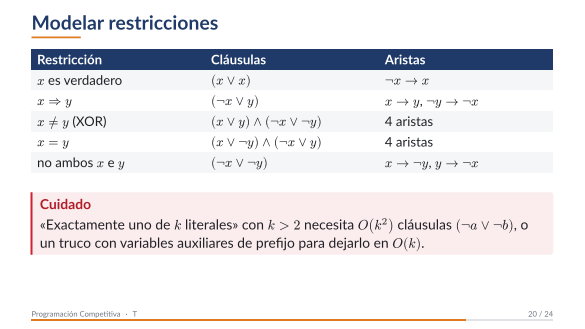 Modelar restricciones
Restricción Cláusulas Aristas
x es verdadero (x ∨ x) ¬x → x
x ⇒ y (¬x ∨ y) x → y, ¬y → ¬x
x ≠ y (XOR) (x ∨ y) ∧ (¬x ∨ ¬y) 4 aristas
x = y (x ∨ ¬y) ∧ (¬x ∨ y) 4 aristas
no ambos x e y (¬x ∨ ¬y) x → ¬y, y → ¬x
Cuidado
«Exactamente uno de k literales» con k > 2 necesita O(k²) cláusulas (¬a ∨ ¬b), o
un truco con variables auxiliares de prefijo para dejarlo en O(k).
Programación Competitiva · T 20 / 24